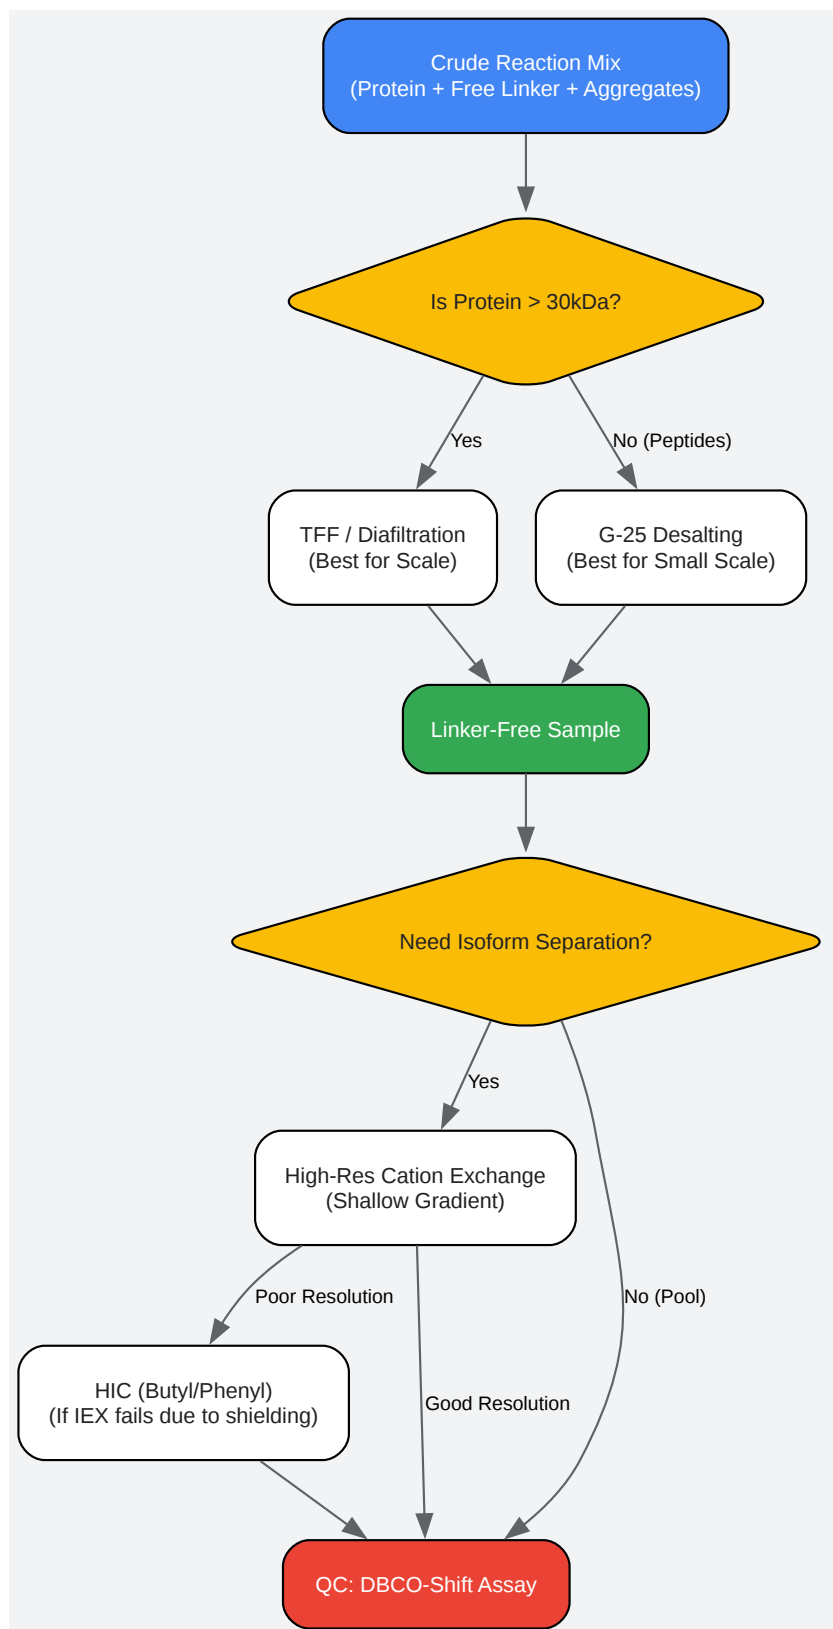 Crude Reaction Mix
(Protein + Free Linker + Aggregates)
Is Protein > 30kDa?
Yes
No (Peptides)
TFF / Diafiltration
(Best for Scale)
G-25 Desalting
(Best for Small Scale)
Linker-Free Sample
Need Isoform Separation?
Yes
High-Res Cation Exchange
(Shallow Gradient)
Poor Resolution
No (Pool)
HIC (Butyl/Phenyl)
(If IEX fails due to shielding)
Good Resolution
QC: DBCO-Shift Assay